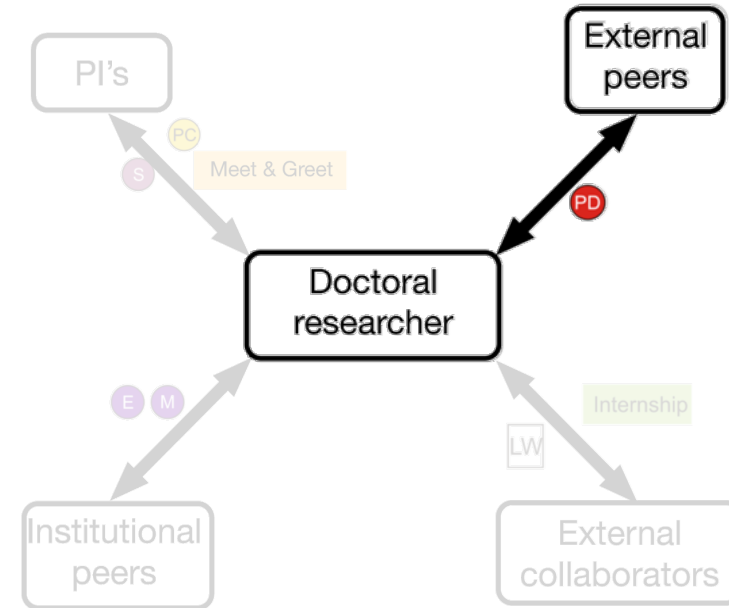 External
peers
PI's
PC
S
Meet & Greet
PD
Doctoral
researcher
E
M
Internship
LW
Institutional
peers
External
collaborators